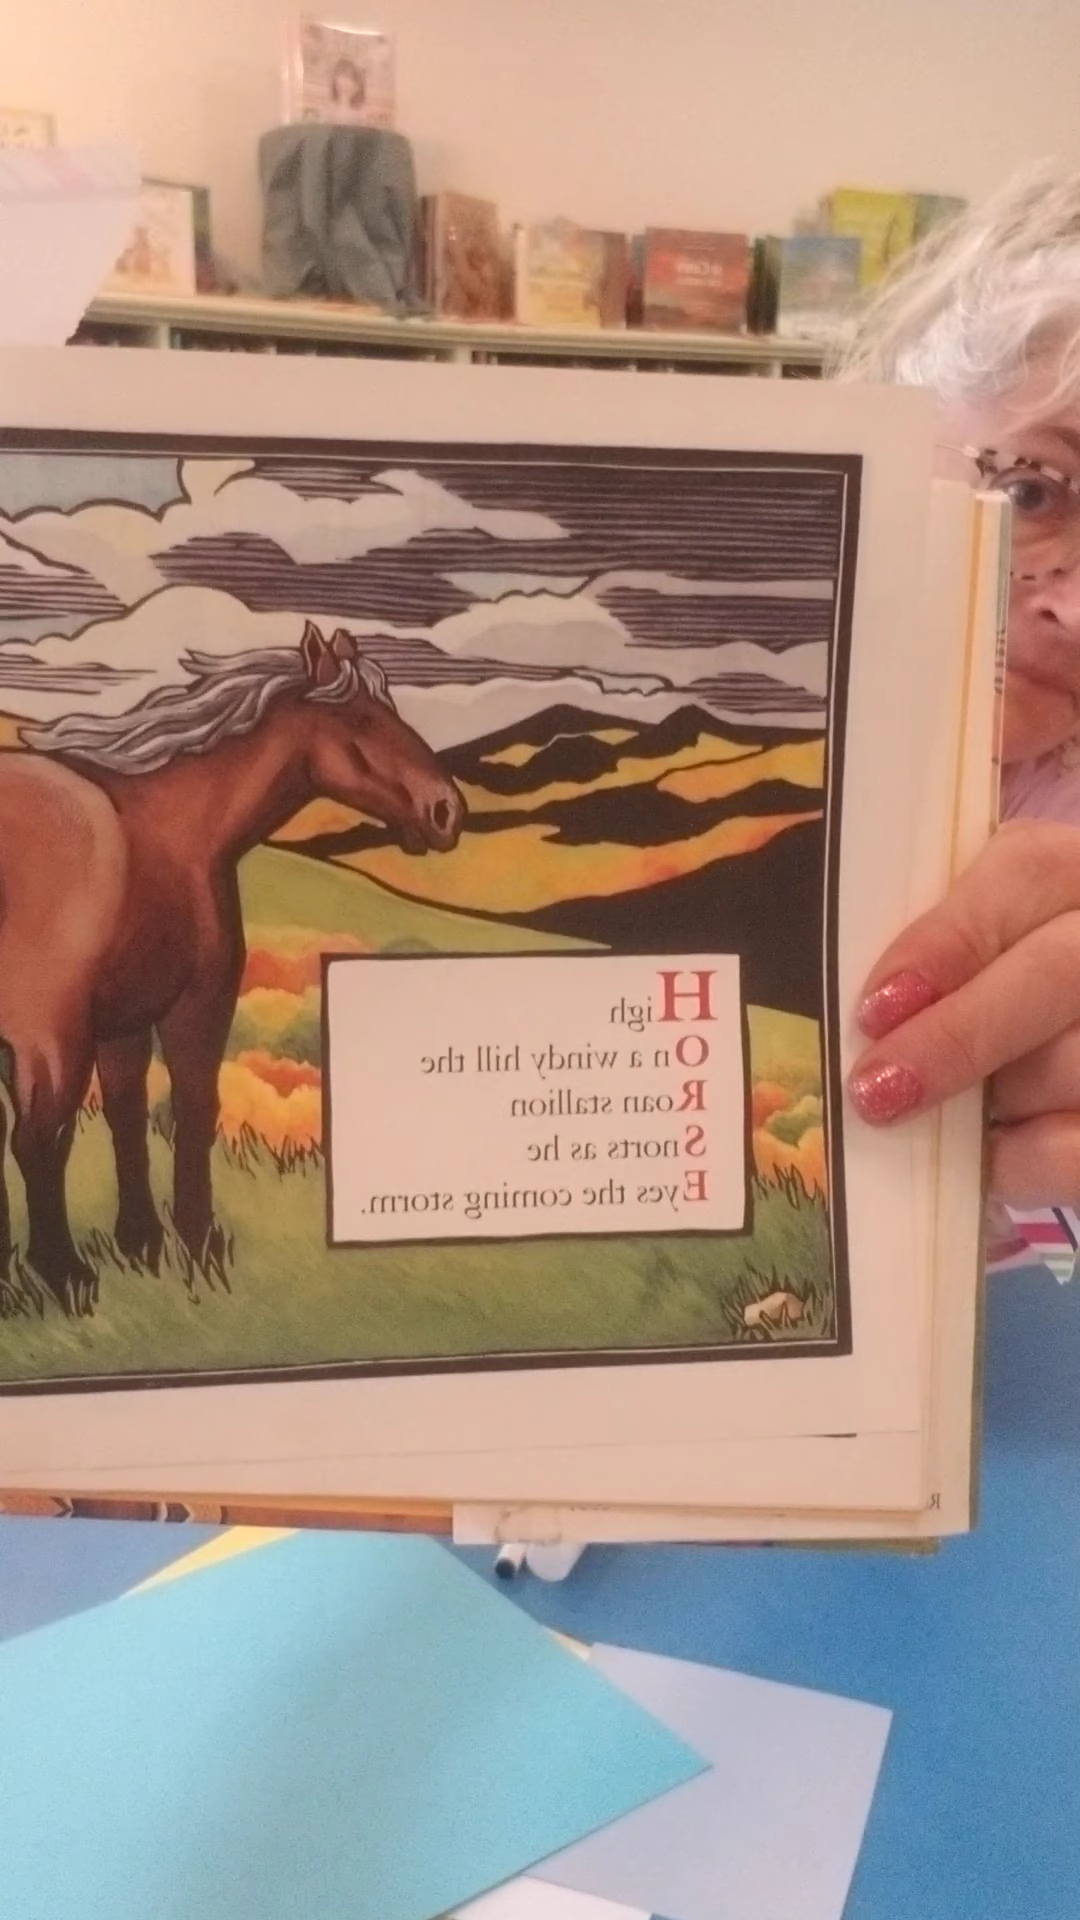 High
On a windy hill the
Roan stallion
Snorts as he
Eyes the coming storm.